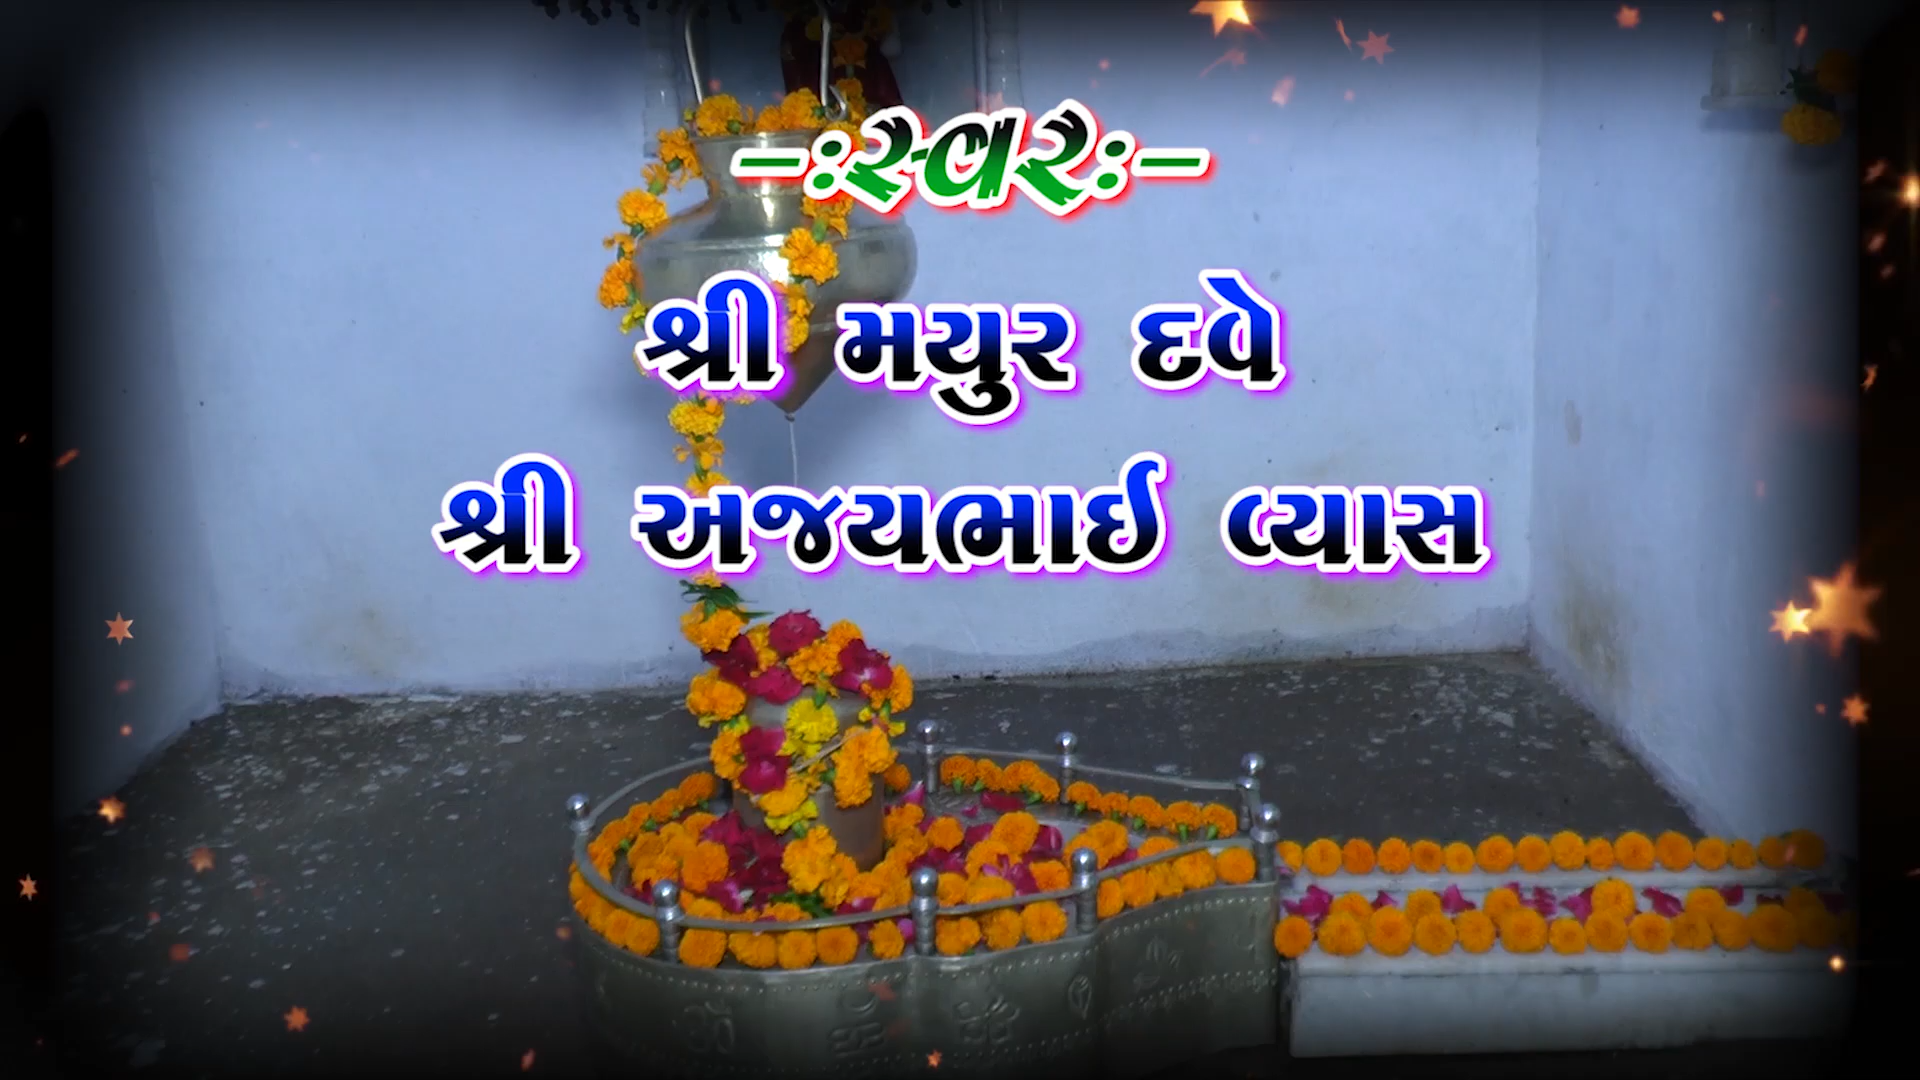 -:સ્વર:-
શ્રી મયુર દવે
શ્રી અજયભાઈ વ્યાસ